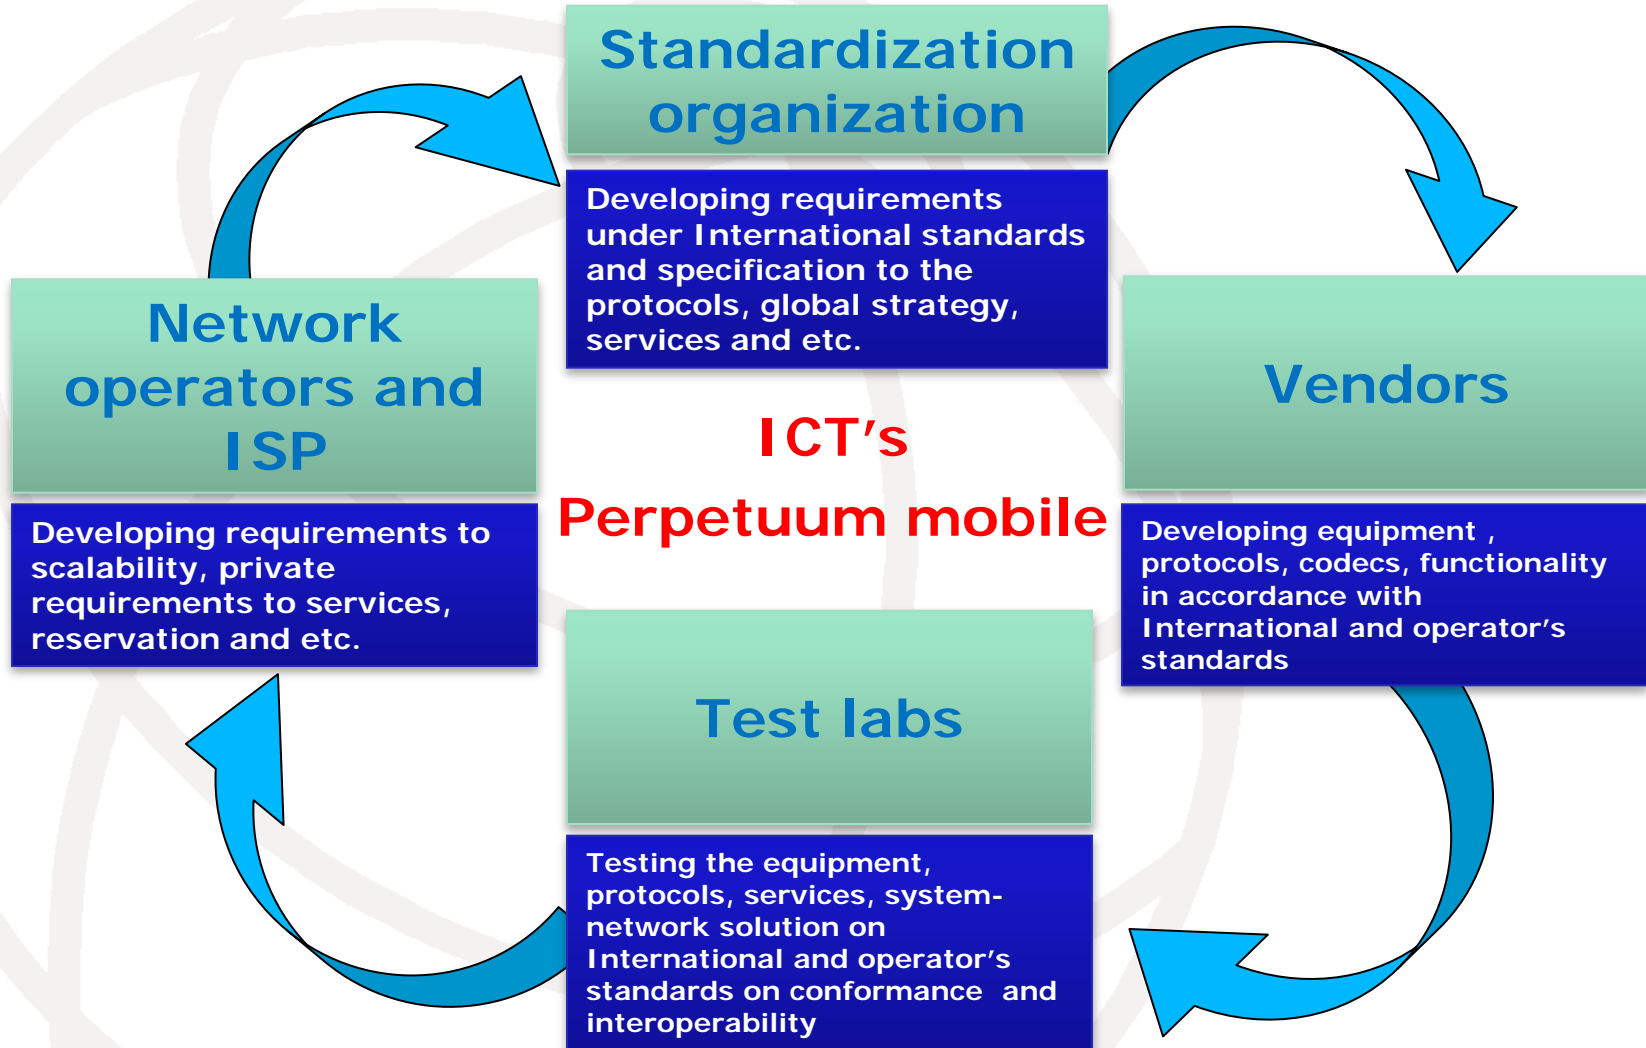 Standardization
organization
Developing requirements
under International standards
and specification to the
protocols, global strategy,
services and etc.
Network
operators and
ISP
Developing requirements to
scalability, private
requirements to services,
reservation and etc.
ICT’s
Perpetuum mobile
Vendors
Developing equipment ,
protocols, codecs, functionality
in accordance with
International and operator’s
standards
Test labs
Testing the equipment,
protocols, services, system-
network solution on
International and operator’s
standards on conformance  and
interoperability